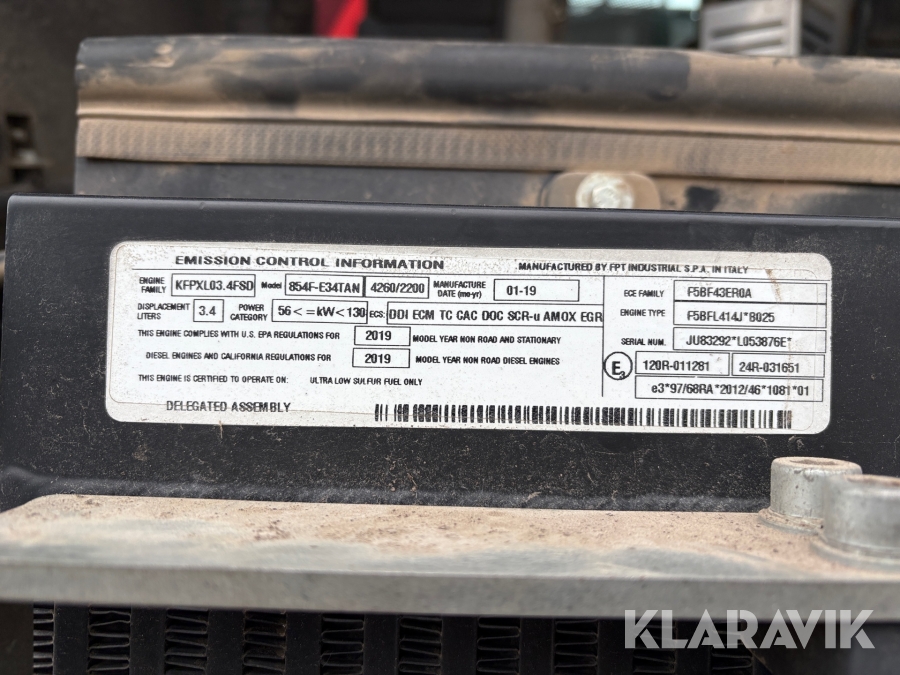 EMISSION CONTROL INFORMATION MANUFACTURED BY FPT INDUSTRIAL S.P.A. IN ITALY
ENGINE FAMILY KFPXL03.4FSD Model 854F-E34TAN 4260/2200 MANUFACTURE DATE (mo-yr) 01-19 ECE FAMILY F5BF43ER0A
DISPLACEMENT LITERS 3.4 POWER CATEGORY 56<=kW<130 ECS: DDI ECM TC CAC DOC SCR-u AMOX EGR ENGINE TYPE F5BFL414J*B025
THIS ENGINE COMPLIES WITH U.S. EPA REGULATIONS FOR 2019 MODEL YEAR NON ROAD AND STATIONARY SERIAL NUM. JU83292*L053876E*
DIESEL ENGINES AND CALIFORNIA REGULATIONS FOR 2019 MODEL YEAR NON ROAD DIESEL ENGINES E3 120R-011281 24R-031651
THIS ENGINE IS CERTIFIED TO OPERATE ON: ULTRA LOW SULFUR FUEL ONLY e3*97/68RA*2012/46*1081*01
DELEGATED ASSEMBLY
KLARAVIK